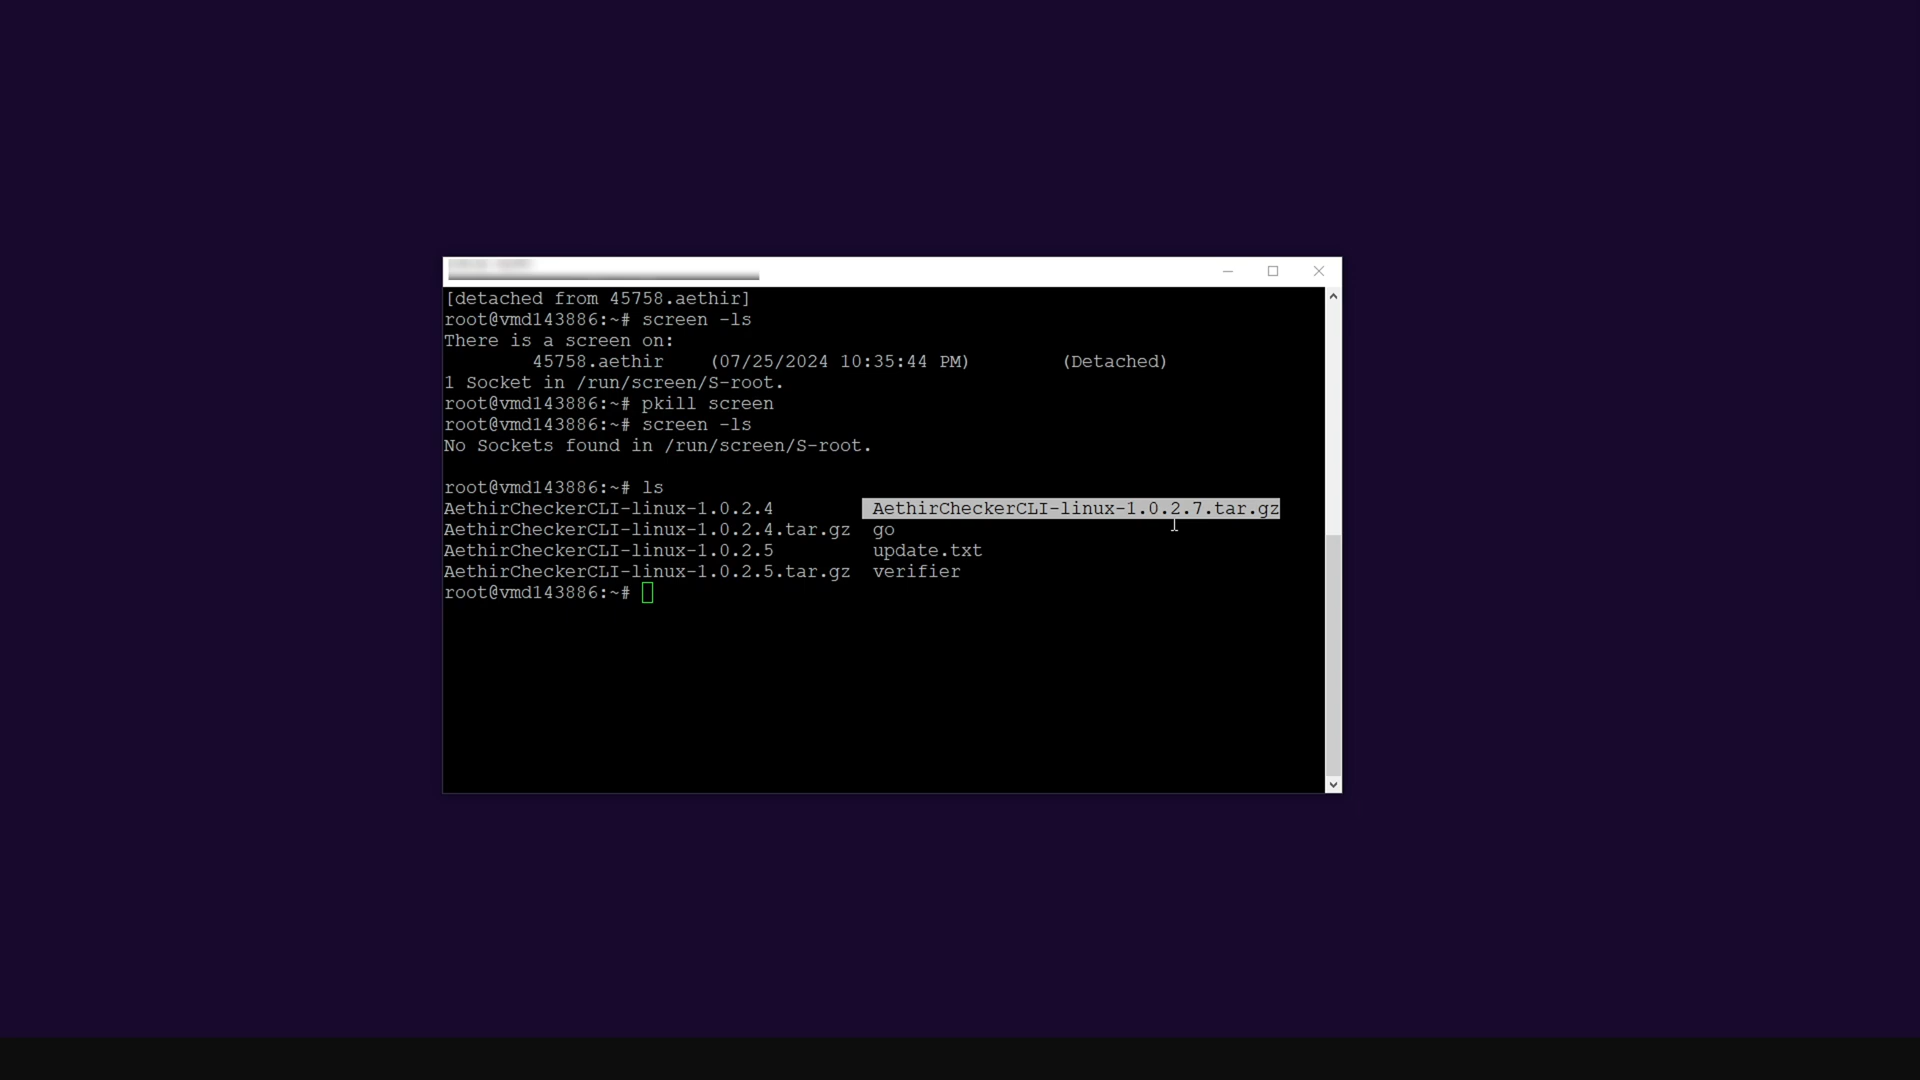 [detached from 45758.aethir]
root@vmd143886:~# screen -ls
There is a screen on:
        45758.aethir    (07/25/2024 10:35:44 PM)        (Detached)
1 Socket in /run/screen/S-root.
root@vmd143886:~# pkill screen
root@vmd143886:~# screen -ls
No Sockets found in /run/screen/S-root.

root@vmd143886:~# ls
AethirCheckerCLI-linux-1.0.2.4         AethirCheckerCLI-linux-1.0.2.7.tar.gz
AethirCheckerCLI-linux-1.0.2.4.tar.gz  go
AethirCheckerCLI-linux-1.0.2.5         update.txt
AethirCheckerCLI-linux-1.0.2.5.tar.gz  verifier
root@vmd143886:~#